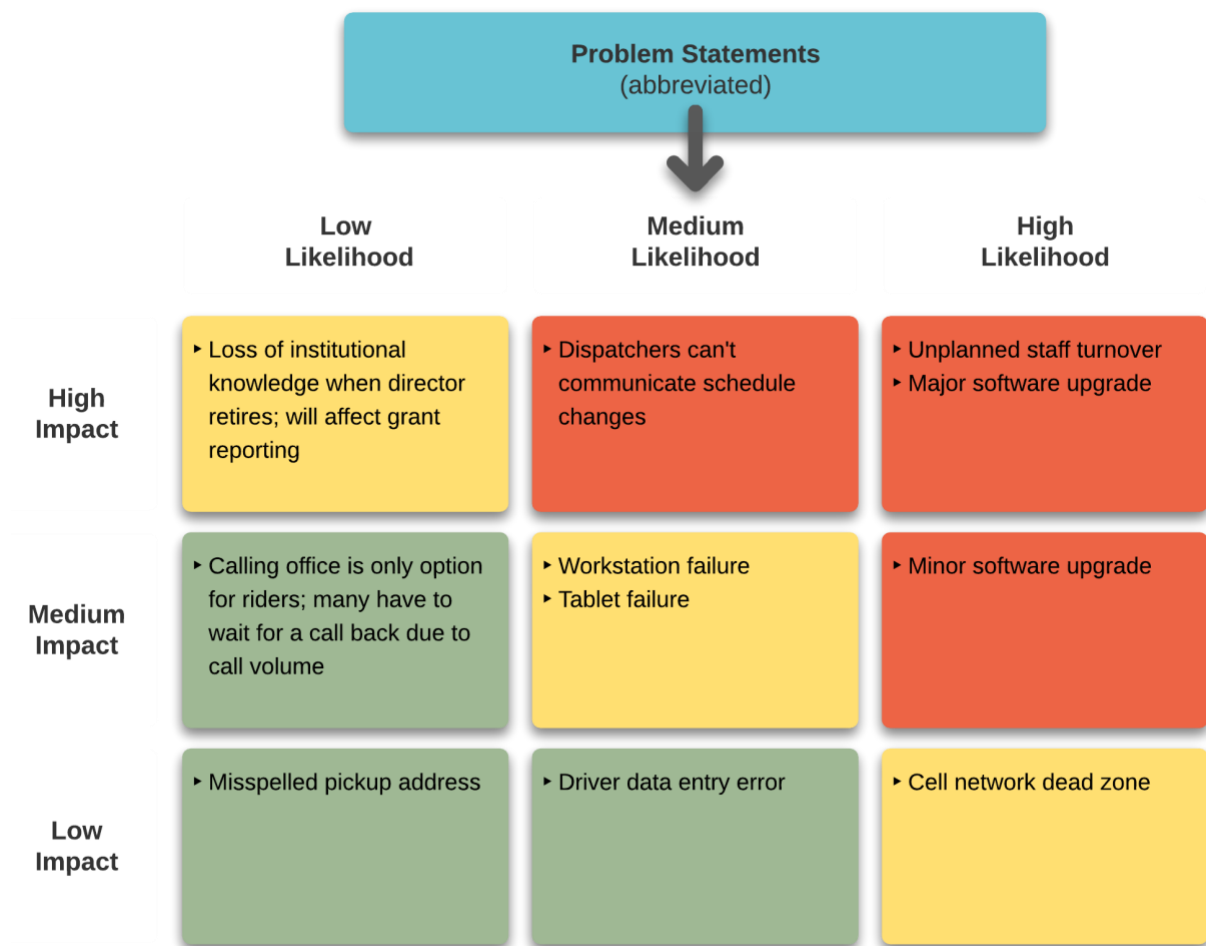 Problem Statements
(abbreviated)
Low
Likelihood
Medium
Likelihood
High
Likelihood
High
Impact
‣ Loss of institutional
knowledge when director
retires; will affect grant
reporting
‣ Dispatchers can't
communicate schedule
changes
‣ Unplanned staff turnover
‣ Major software upgrade
Medium
Impact
‣ Calling office is only option
for riders; many have to
wait for a call back due to
call volume
‣ Workstation failure
‣ Tablet failure
‣ Minor software upgrade
Low
Impact
‣ Misspelled pickup address
‣ Driver data entry error
‣ Cell network dead zone